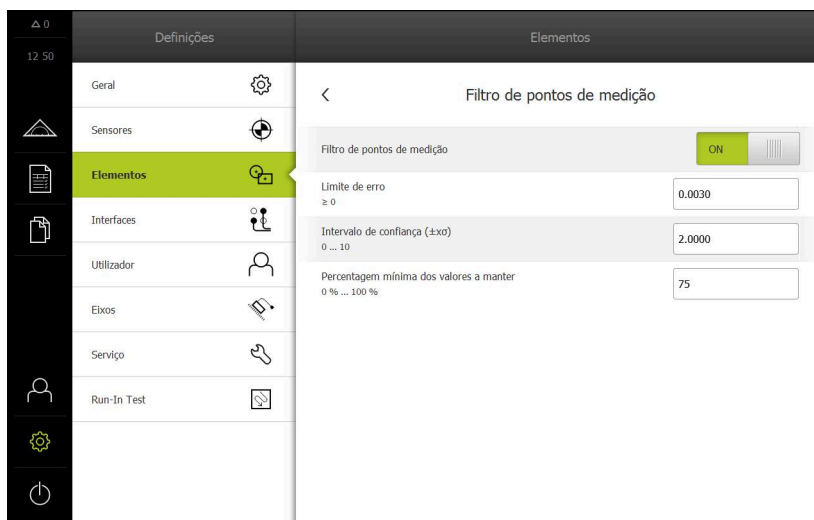 △ 0
12 50
Definições
Elementos
Geral
Sensores
Elementos
Interfaces
Utilizador
Eixos
Serviço
Run-In Test
Filtro de pontos de medição
Filtro de pontos de medição
ON
Limite de erro
≥ 0
0.0030
Intervalo de confiança (±xσ)
0 ... 10
2.0000
Percentagem mínima dos valores a manter
0 % ... 100 %
75